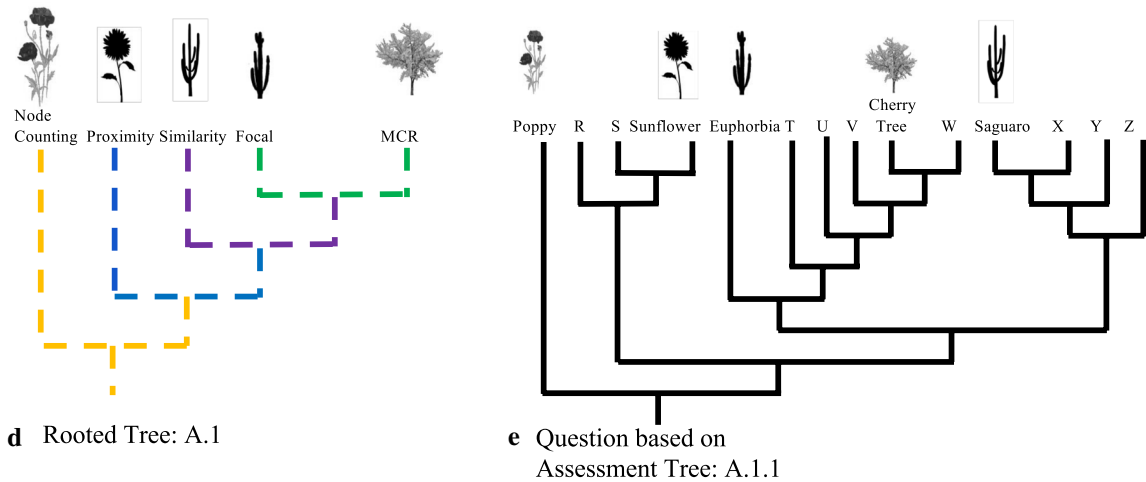 Node
Counting Proximity Similarity Focal MCR
d Rooted Tree: A.1
Cherry
Poppy R S Sunflower Euphorbia T U V Tree W Saguaro X Y Z
e Question based on
Assessment Tree: A.1.1